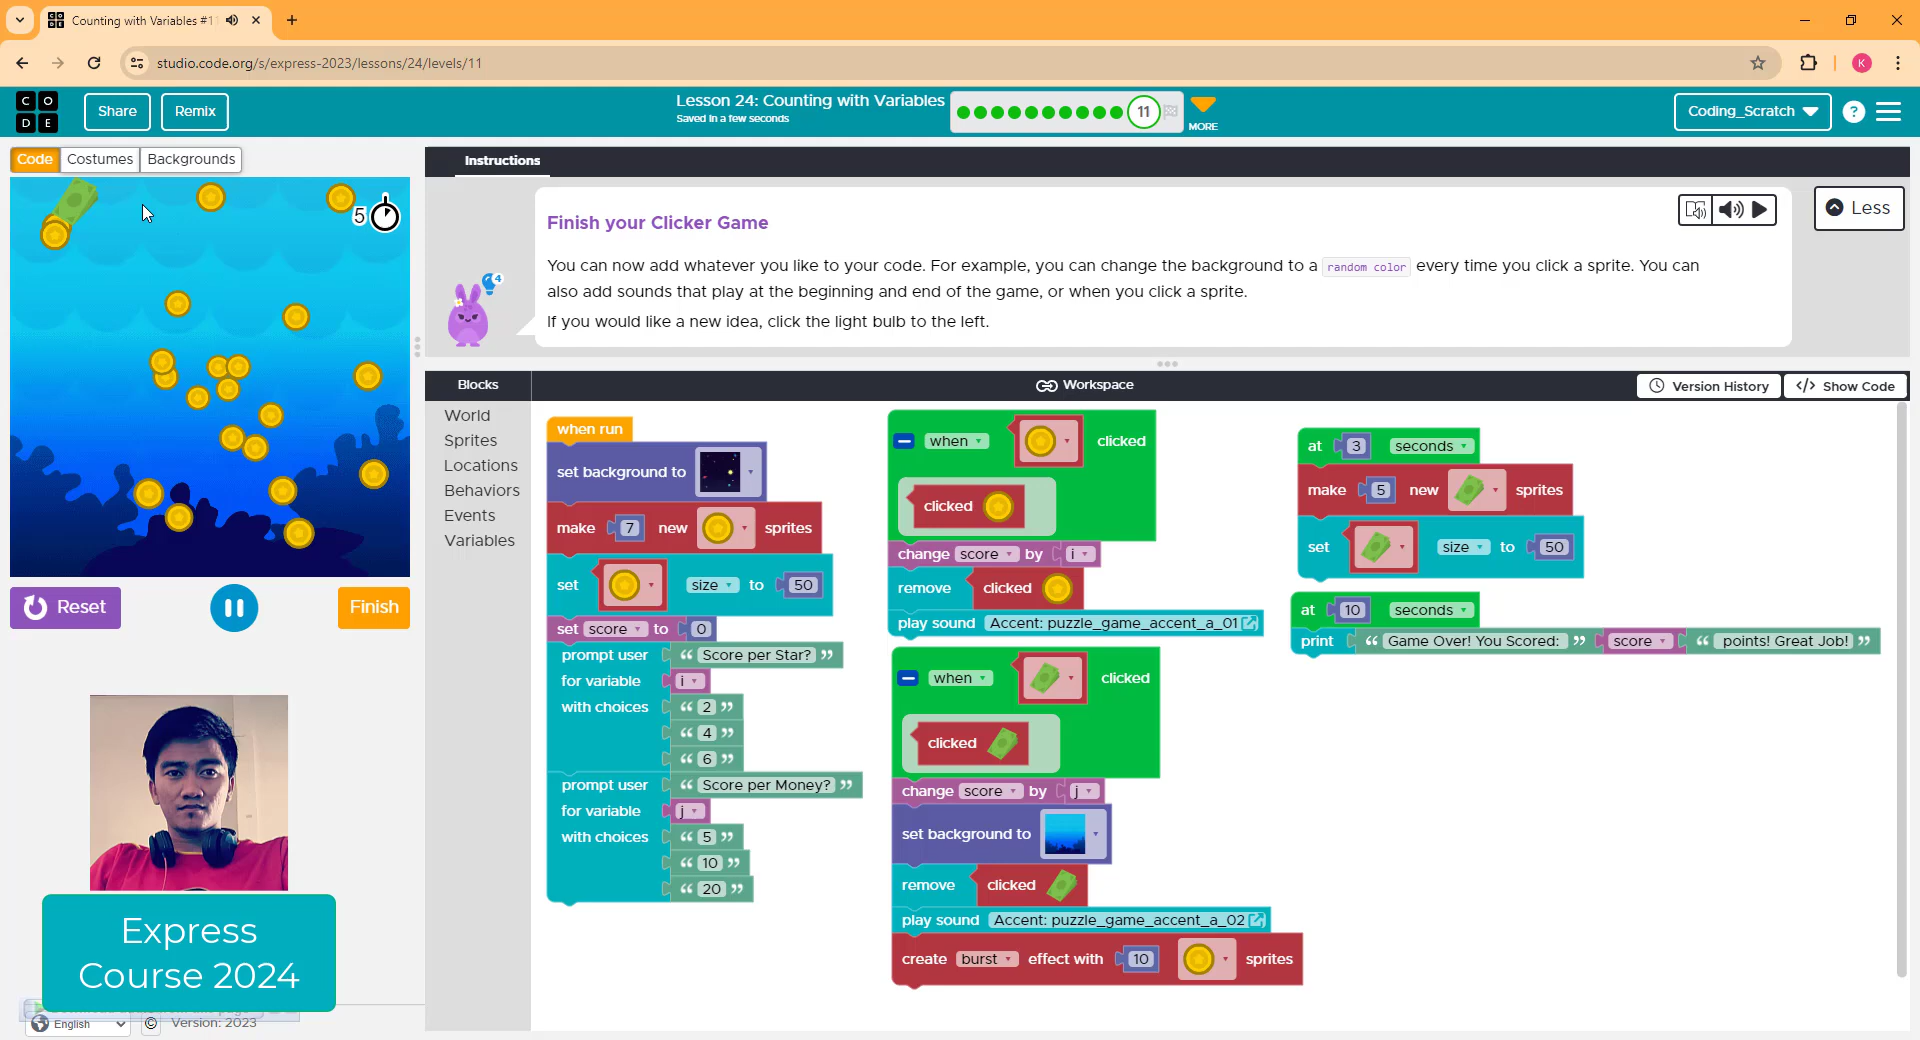 Counting with Variables #1
studio.code.org/s/express-2023/lessons/24/levels/11
K
C O
D E
Share
Remix
Lesson 24: Counting with Variables
Saved in a few seconds
11
MORE
Coding_Scratch
?
Code
Costumes
Backgrounds
5
Reset
Finish
Instructions
Finish your Clicker Game
You can now add whatever you like to your code. For example, you can change the background to a random color every time you click a sprite. You can
also add sounds that play at the beginning and end of the game, or when you click a sprite.
If you would like a new idea, click the light bulb to the left.
4
Less
Blocks
Workspace
Version History
</> Show Code
World
Sprites
Locations
Behaviors
Events
Variables
when run
set background to
make 7 new sprites
set size to 50
set score to 0
prompt user “ Score per Star? ”
for variable i
with choices “ 2 ”
“ 4 ”
“ 6 ”
prompt user “ Score per Money? ”
for variable j
with choices “ 5 ”
“ 10 ”
“ 20 ”
when clicked
clicked
change score by i
remove clicked
play sound Accent: puzzle_game_accent_a_01
when clicked
clicked
change score by j
set background to
remove clicked
play sound Accent: puzzle_game_accent_a_02
create burst effect with 10 sprites
at 3 seconds
make 5 new sprites
set size to 50
at 10 seconds
print “ Game Over! You Scored: ” score “ points! Great Job! ”
Express
Course 2024
English
© Version: 2023